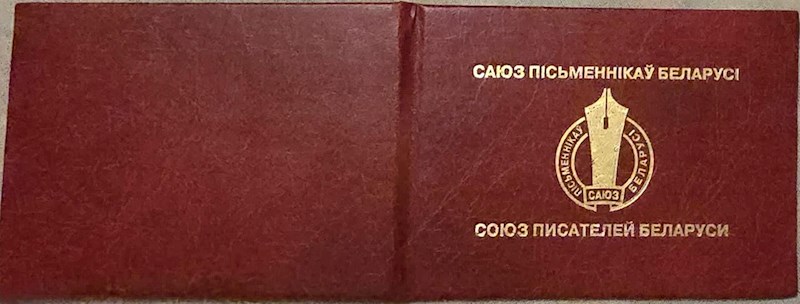 САЮЗ ПІСЬМЕННІКАЎ БЕЛАРУСІ
ПІСЬМЕННІКАЎ
БЕЛАРУСІ
САЮЗ
СОЮЗ ПИСАТЕЛЕЙ БЕЛАРУСИ